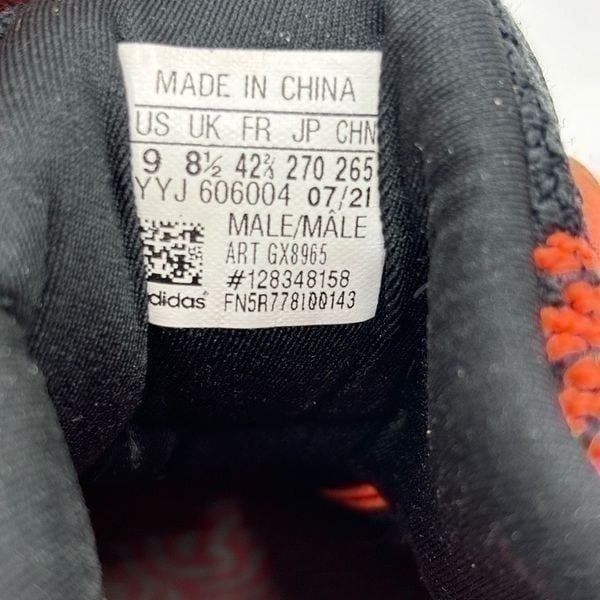 MADE IN CHINA
US UK FR JP CHN
9 8½ 42⅔ 270 265
YYJ 606004 07/21
MALE/MÂLE
ART GX8965
#128348158
adidas FN5R778I00143